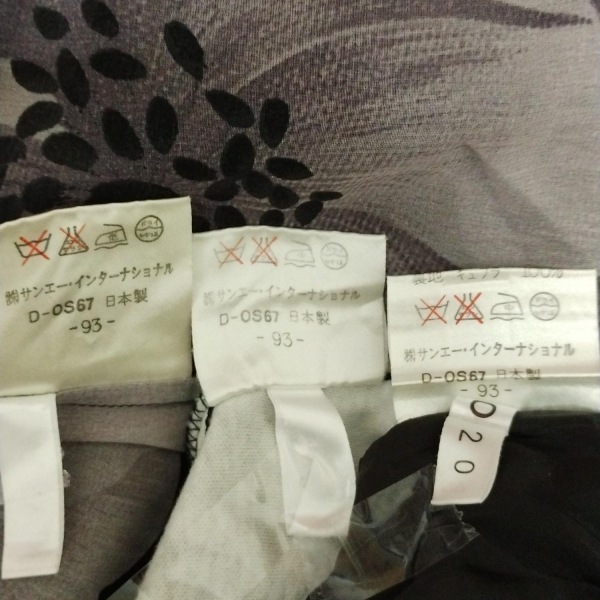 ㈱サンエー・インターナショナル
D-OS67 日本製
-93-
㈱サンエー・インターナショナル
D-OS67 日本製
-93-
裏地 キュプラ 100%
㈱サンエー・インターナショナル
D-OS67 日本製
-93-
020